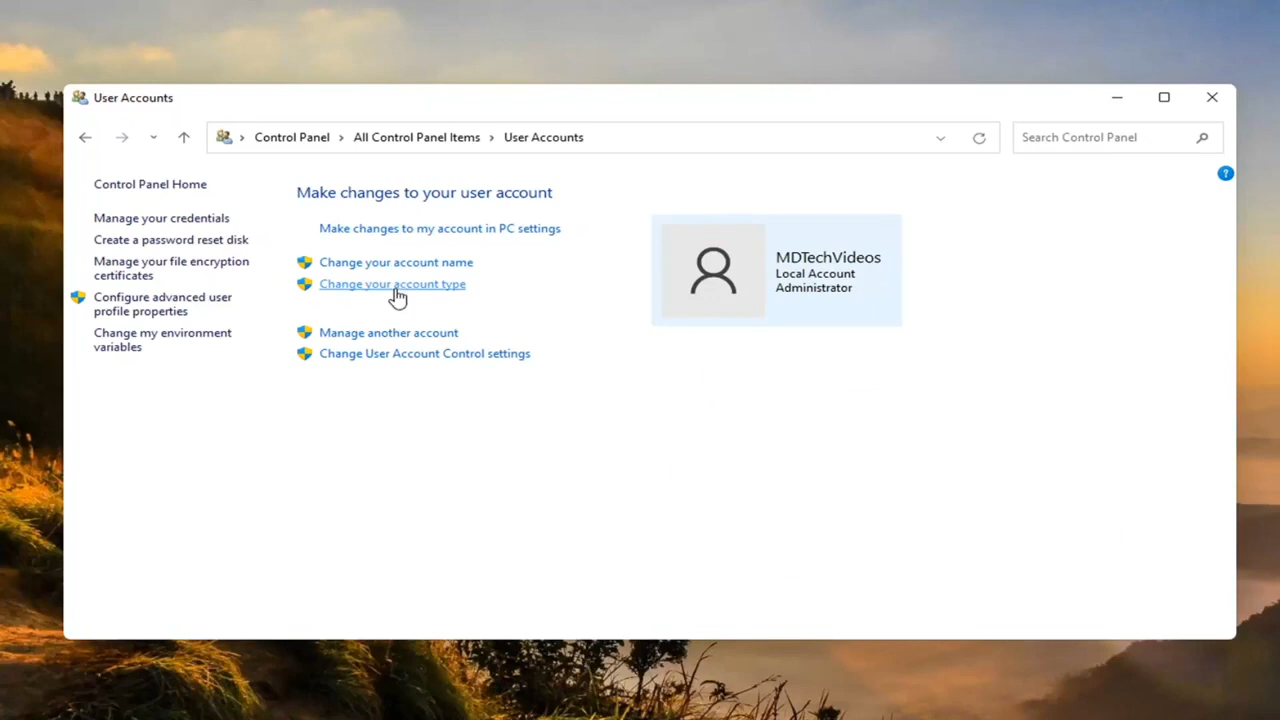 User Accounts
Control Panel
All Control Panel Items
User Accounts
Search Control Panel
Control Panel Home
Manage your credentials
Create a password reset disk
Manage your file encryption
certificates
Configure advanced user
profile properties
Change my environment
variables
Make changes to your user account
Make changes to my account in PC settings
Change your account name
Change your account type
Manage another account
Change User Account Control settings
MDTechVideos
Local Account
Administrator
?